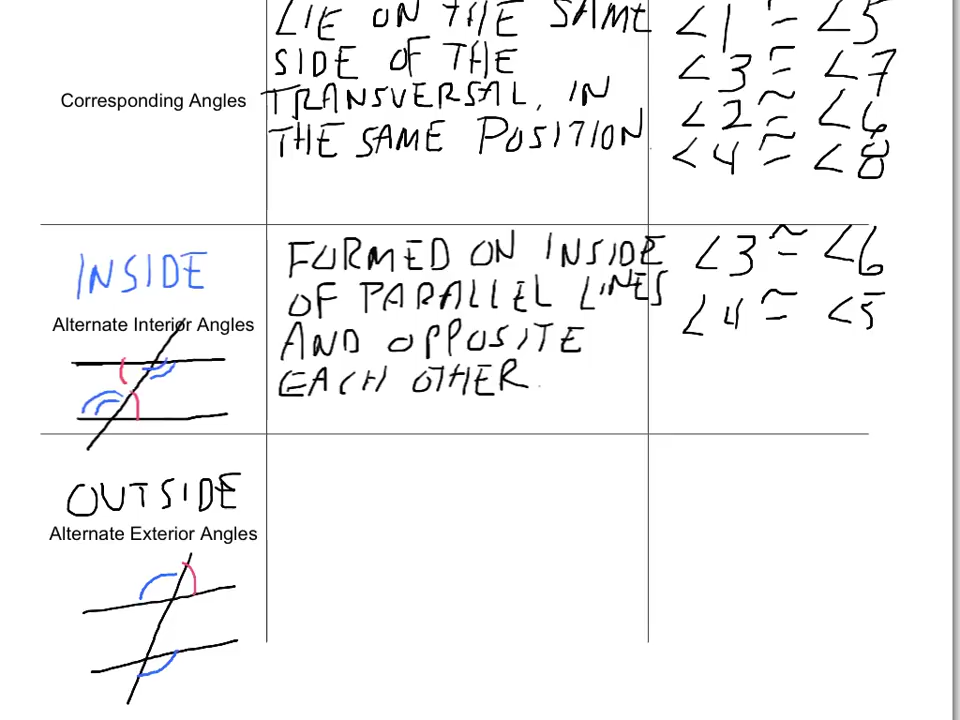 LIE ON THE SAME
SIDE OF THE
TRANSVERSAL, IN
THE SAME POSITION
Corresponding Angles
∠1 ≅ ∠5
∠3 ≅ ∠7
∠2 ≅ ∠6
∠4 ≅ ∠8
INSIDE
Alternate Interior Angles
FORMED ON INSIDE
OF PARALLEL LINES
AND OPPOSITE
EACH OTHER.
∠3 ≅ ∠6
∠4 ≅ ∠5
OUTSIDE
Alternate Exterior Angles